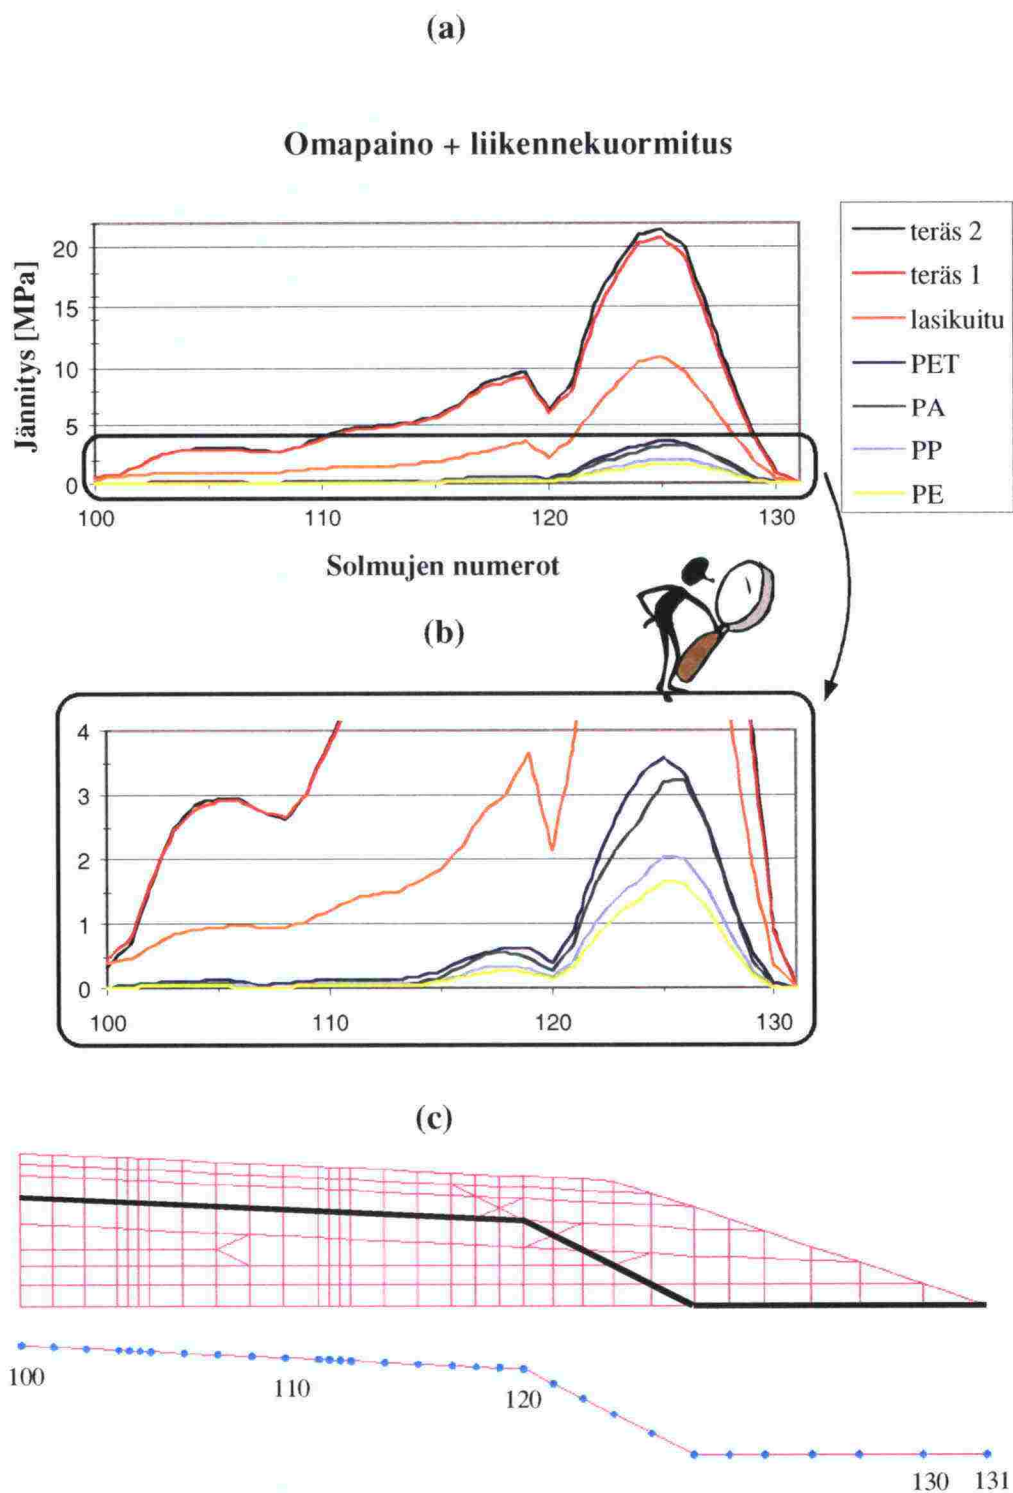 (a)
Omapaino + liikennekuormitus
Jännitys [MPa]
20
15
10
5
0
100 110 120 130
Solmujen numerot
teräs 2
teräs 1
lasikuitu
PET
PA
PP
PE
(b)
4
3
2
1
0
100 110 120 130
(c)
100
110
120
130 131